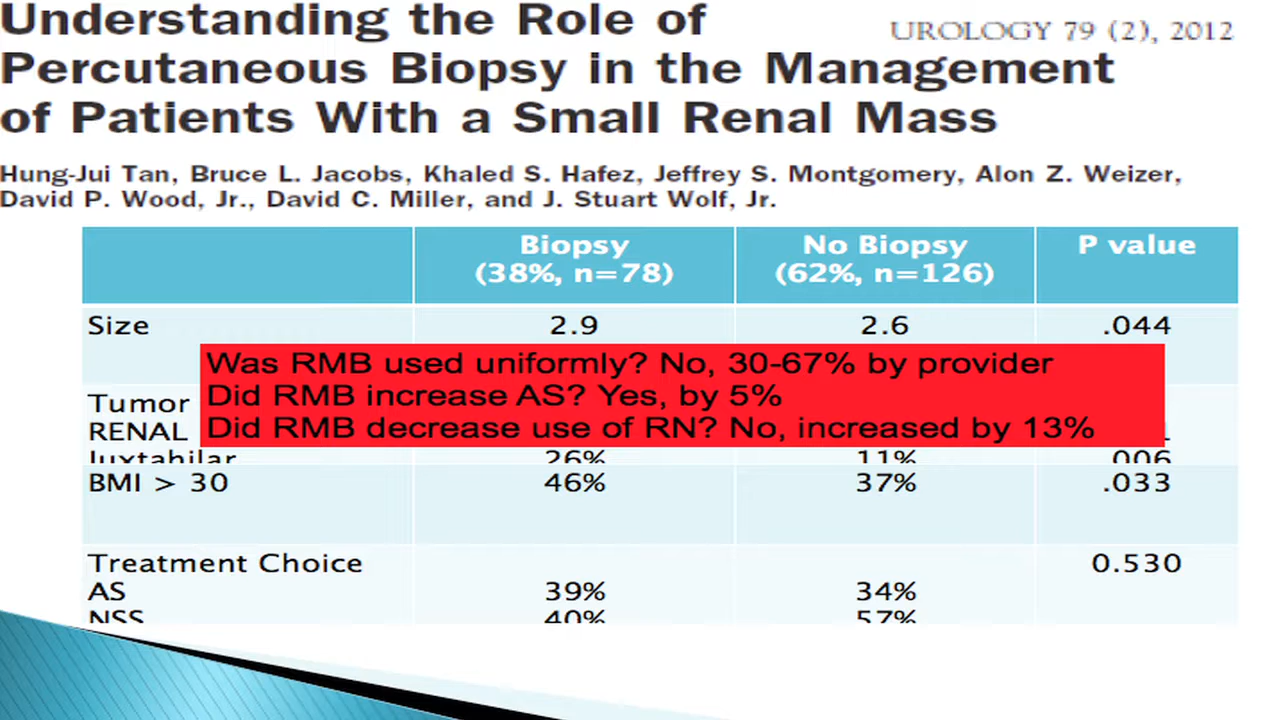 Understanding the Role of
UROLOGY 79 (2), 2012
Percutaneous Biopsy in the Management
of Patients With a Small Renal Mass
Hung-Jui Tan, Bruce L. Jacobs, Khaled S. Hafez, Jeffrey S. Montgomery, Alon Z. Weizer,
David P. Wood, Jr., David C. Miller, and J. Stuart Wolf, Jr.
Biopsy No Biopsy P value
(38%, n=78) (62%, n=126)
Size 2.9 2.6 .044
Was RMB used uniformly? No, 30-67% by provider
Did RMB increase AS? Yes, by 5%
Did RMB decrease use of RN? No, increased by 13%
Tumor
RENAL
Juxtahilar 26% 11% .006
BMI > 30 46% 37% .033
Treatment Choice 0.530
AS 39% 34%
NSS 40% 57%